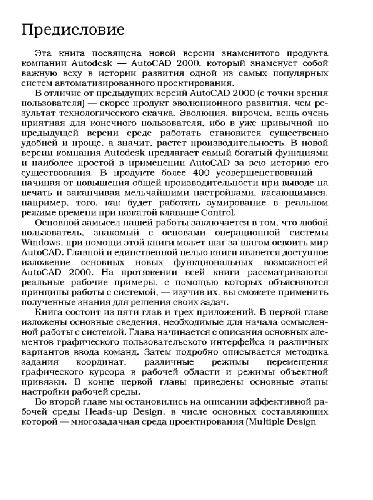 Предисловие
Эта книга посвящена новой версии знаменитого продукта
компании Autodesk — AutoCAD 2000, который знаменует собой
важную веху в истории развития одной из самых популярных
систем автоматизированного проектирования.
В отличие от предыдущих версий AutoCAD 2000 (с точки зрения
пользователя) — скорее продукт эволюционного развития, чем ре-
зультат технологического скачка. Эволюция, впрочем, вещь очень
приятная для конечного пользователя, ибо в уже привычной по
предыдущей версии среде работать становится существенно
удобней и проще, а значит, растет производительность. В новой
версии компания Autodesk предлагает самый богатый функциями
и наиболее простой в применении AutoCAD за всю историю его
существования. В продукте более 400 усовершенствований —
начиная от повышения общей производительности при выводе на
печать и заканчивая мельчайшими настройками, касающимися,
например, того, как будет работать зумирование в реальном
режиме времени при нажатой клавише Control.
Основной замысел нашей работы заключается в том, что любой
пользователь, знакомый с основами операционной системы
Windows, при помощи этой книги может шаг за шагом освоить мир
AutoCAD. Главной и единственной целью книги является доступное
изложение основных новых функциональных возможностей
AutoCAD 2000. На протяжении всей книги рассматриваются
реальные рабочие примеры, с помощью которых объясняются
принципы работы с системой, — изучив их, вы сможете применить
полученные знания для решения своих задач.
Книга состоит из пяти глав и трех приложений. В первой главе
изложены основные сведения, необходимые для начала осмыслен-
ной работы с системой. Глава начинается с описания основных эле-
ментов графического пользовательского интерфейса и различных
вариантов ввода команд. Затем подробно описывается методика
задания координат, различные режимы перемещения
графического курсора в рабочей области и режимы объектной
привязки. В конце первой главы приведены основные этапы
настройки рабочей среды.
Во второй главе мы остановились на описании эффективной ра-
бочей среды Heads-up Design, в числе основных составляющих
которой — многозадачная среда проектирования (Multiple Design